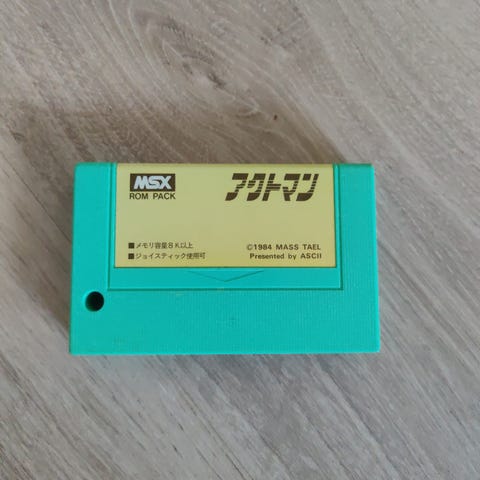 MSX
ROM PACK
アクトマン
■メモリ容量8K以上
■ジョイスティック使用可
©1984 MASS TAEL
Presented by ASCII